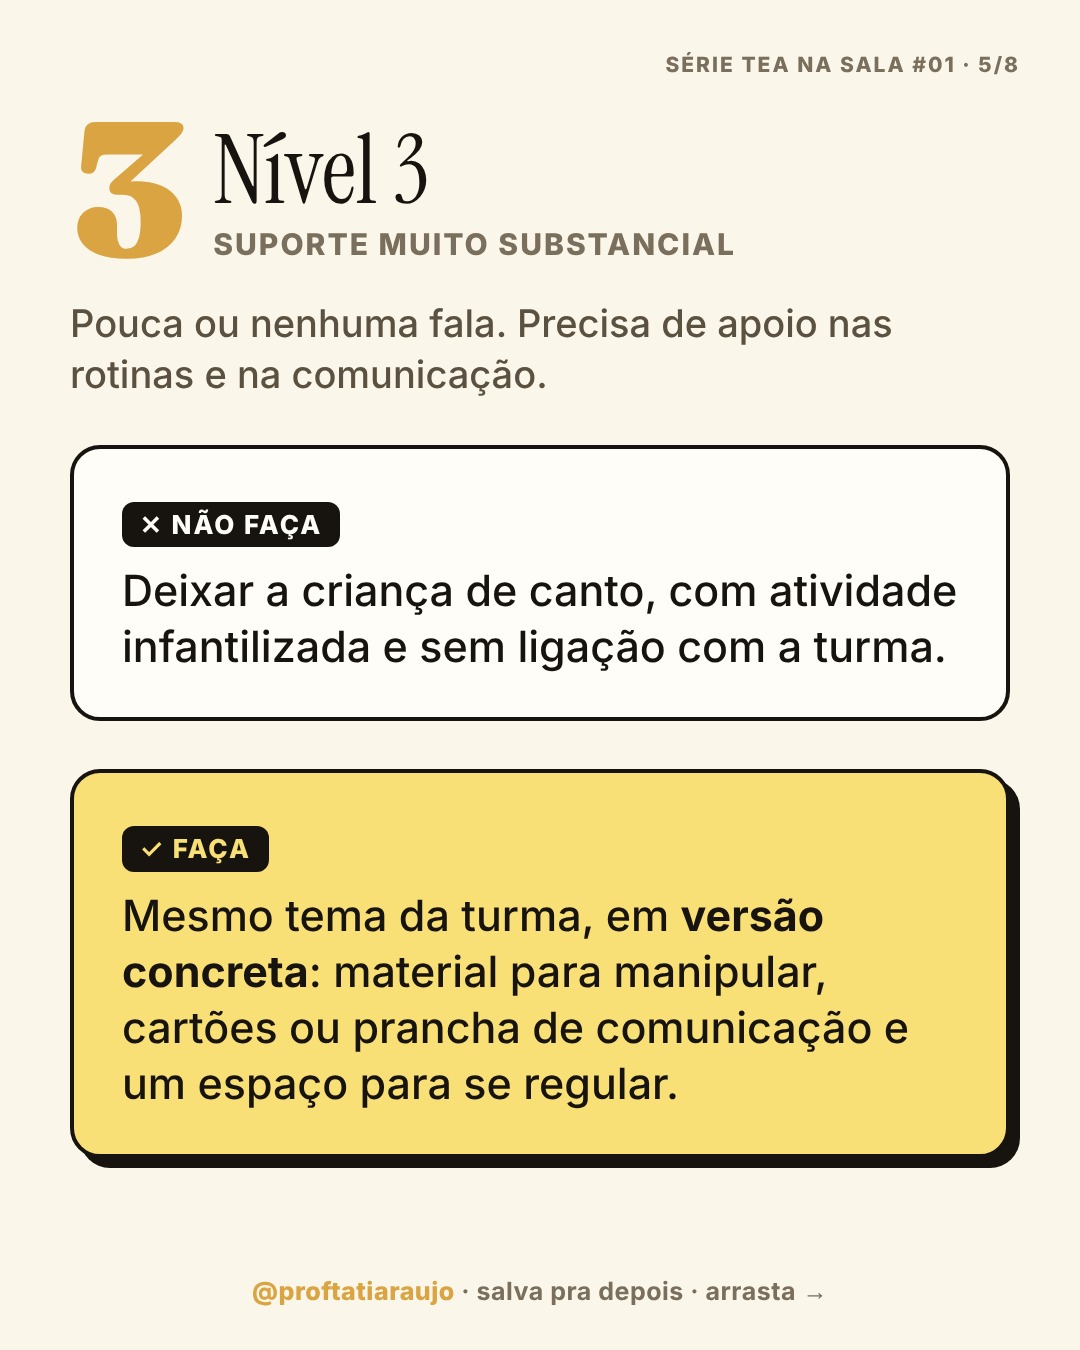 SÉRIE TEA NA SALA #01 · 5/8
3
Nível 3
SUPORTE MUITO SUBSTANCIAL
Pouca ou nenhuma fala. Precisa de apoio nas
rotinas e na comunicação.
✕ NÃO FAÇA
Deixar a criança de canto, com atividade
infantilizada e sem ligação com a turma.
✓ FAÇA
Mesmo tema da turma, em versão
concreta: material para manipular,
cartões ou prancha de comunicação e
um espaço para se regular.
@proftatiaraujo · salva pra depois · arrasta →